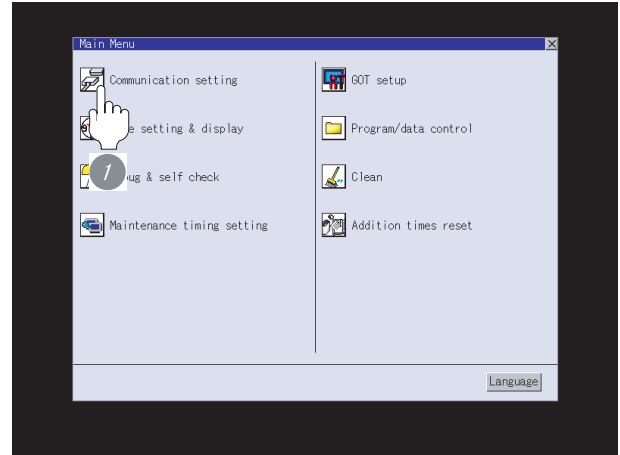 Main Menu
Communication setting
setting & display
& self check
Maintenance timing setting
GOT setup
Program/data control
Clean
Addition times reset
Language
1